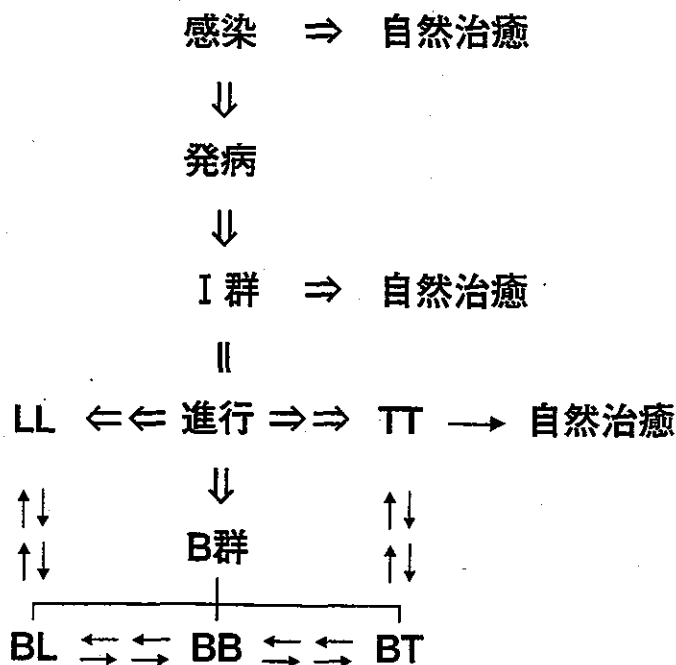 感染 ⇒ 自然治癒
⇓
発病
⇓
I群 ⇒ 自然治癒
||
LL ⇐⇐ 進行 ⇒⇒ TT → 自然治癒
⇓
↑↓ ↑↓
B群
↑↓ ↑↓
BL ←→ ←→ BB ←→ ←→ BT